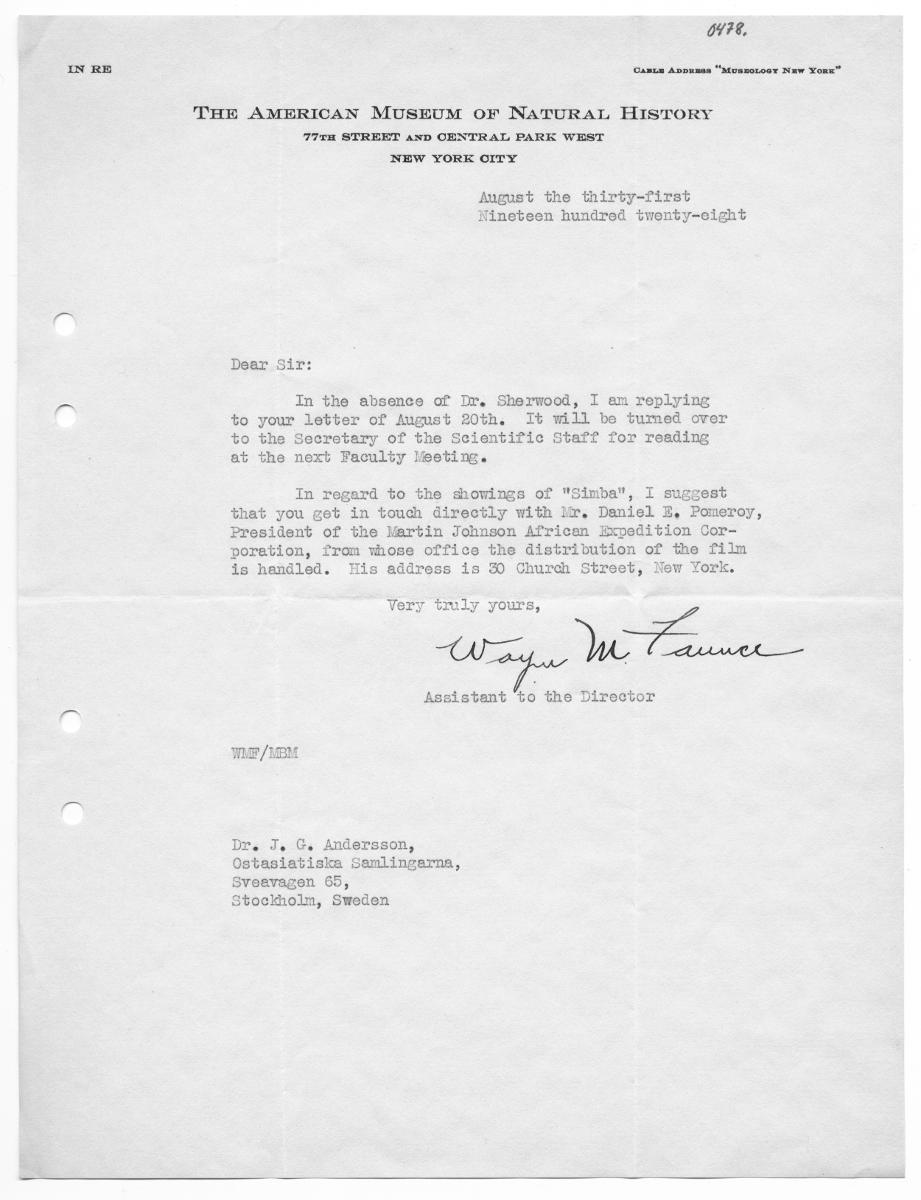 0478.
IN RE
CABLE ADDRESS "MUSEOLOGY NEW YORK"
THE AMERICAN MUSEUM OF NATURAL HISTORY
77TH STREET AND CENTRAL PARK WEST
NEW YORK CITY
August the thirty-first
Nineteen hundred twenty-eight
Dear Sir:
In the absence of Dr. Sherwood, I am replying
to your letter of August 20th. It will be turned over
to the Secretary of the Scientific Staff for reading
at the next Faculty Meeting.
In regard to the showings of "Simba", I suggest
that you get in touch directly with Mr. Daniel E. Pomeroy,
President of the Martin Johnson African Expedition Cor-
poration, from whose office the distribution of the film
is handled. His address is 30 Church Street, New York.
Very truly yours,
Wayne M. Faunce
Assistant to the Director
WMF/MBM
Dr. J. G. Andersson,
Ostasiatiska Samlingarna,
Sveavagen 65,
Stockholm, Sweden